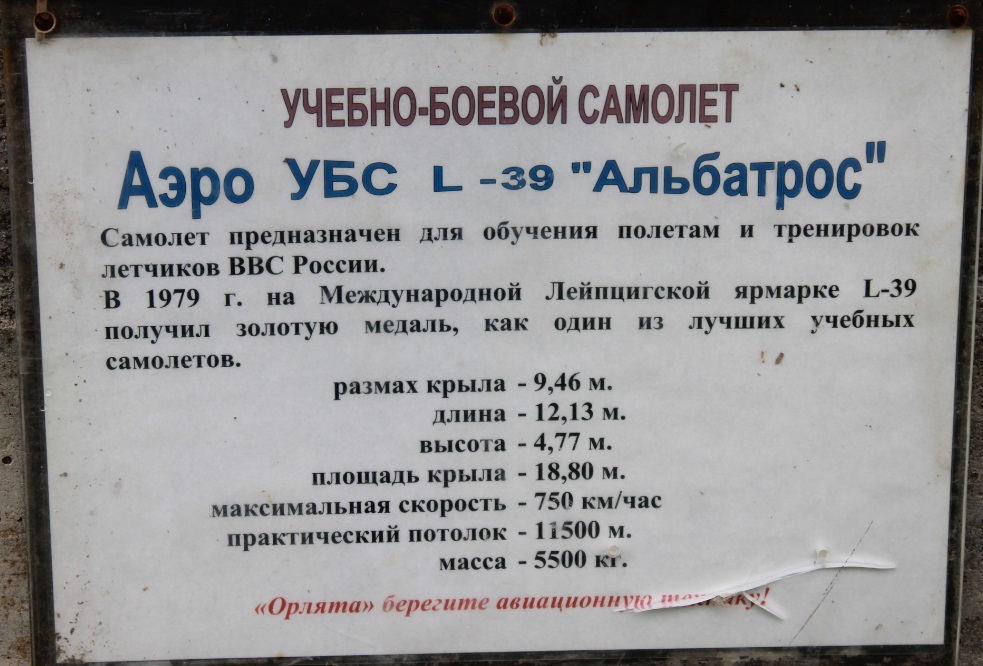 УЧЕБНО-БОЕВОЙ САМОЛЕТ
Аэро УБС L -39 "Альбатрос"
Самолет предназначен для обучения полетам и тренировок
летчиков ВВС России.
В 1979 г. на Международной Лейпцигской ярмарке L-39
получил золотую медаль, как один из лучших учебных
самолетов.
размах крыла - 9,46 м.
длина - 12,13 м.
высота - 4,77 м.
площадь крыла - 18,80 м.
максимальная скорость - 750 км/час
практический потолок - 11500 м.
масса - 5500 кг.
«Орлята» берегите авиационную